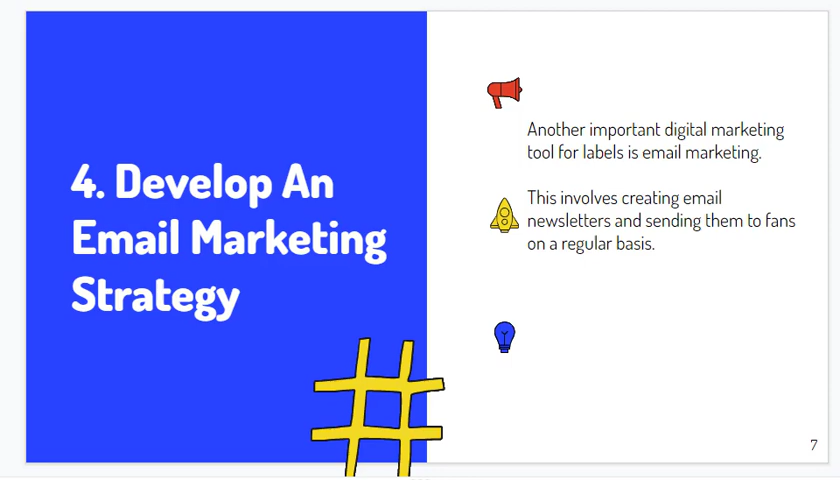 4. Develop An
Email Marketing
Strategy
Another important digital marketing
tool for labels is email marketing.
This involves creating email
newsletters and sending them to fans
on a regular basis.
7